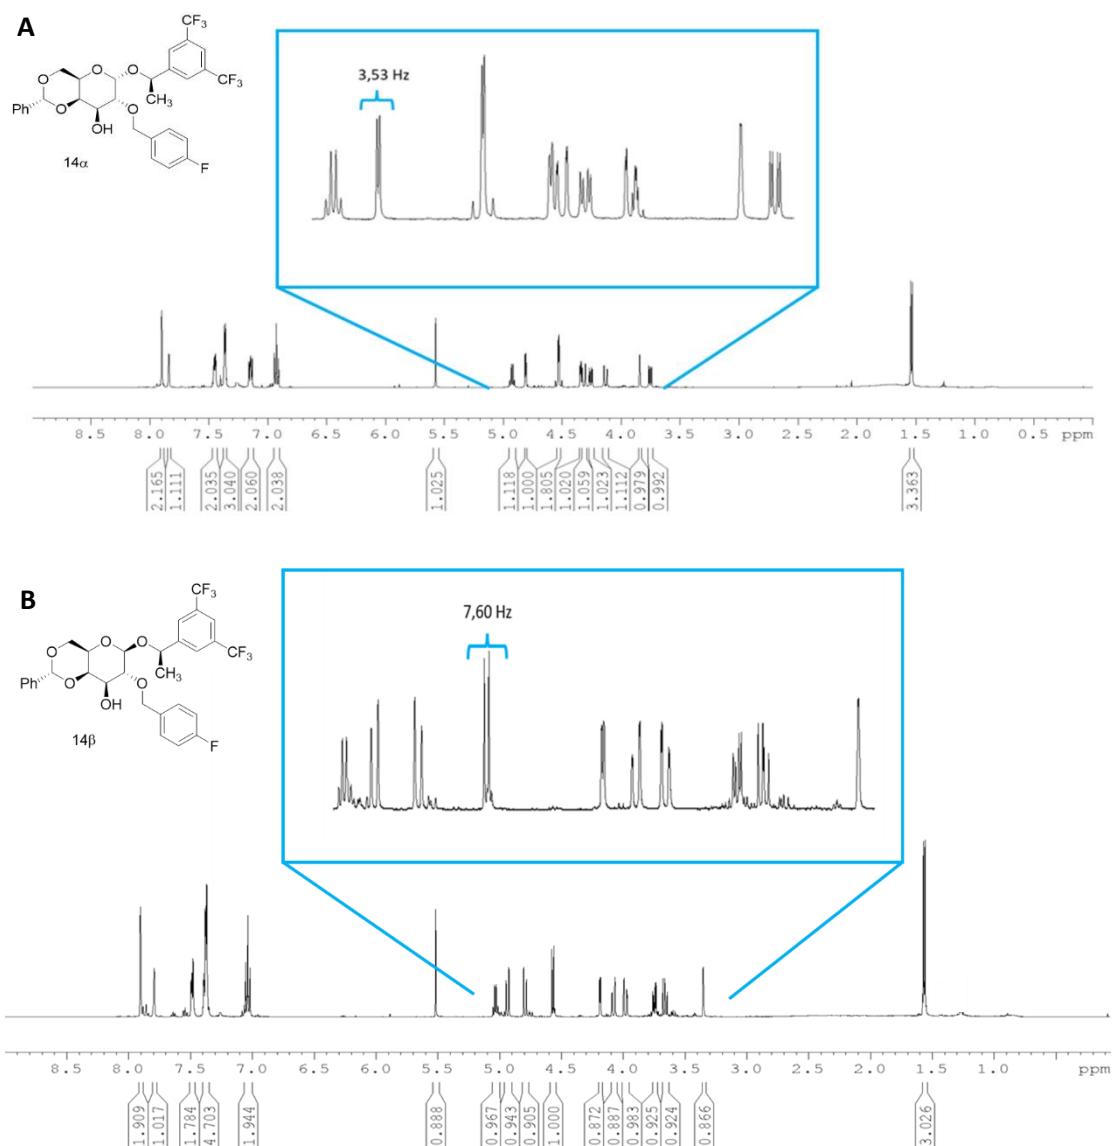 A
CF3
O O O
CF3
O CH3
Ph O O
OH
F
14α
3,53 Hz
8.5 8.0 7.5 7.0 6.5 6.0 5.5 5.0 4.5 4.0 3.5 3.0 2.5 2.0 1.5 1.0 0.5 ppm
2.165 1.111 2.035 3.040 2.060 2.038 1.025 1.118 1.000 1.805 1.020 1.059 1.023 1.112 0.979 0.992 3.363
B
CF3
O O O
CF3
O CH3
Ph O O
OH
F
14β
7,60 Hz
8.5 8.0 7.5 7.0 6.5 6.0 5.5 5.0 4.5 4.0 3.5 3.0 2.5 2.0 1.5 1.0 ppm
1.909 1.017 1.784 4.703 1.944 0.888 0.967 0.943 0.905 1.000 0.872 0.887 0.983 0.925 0.924 0.866 3.026